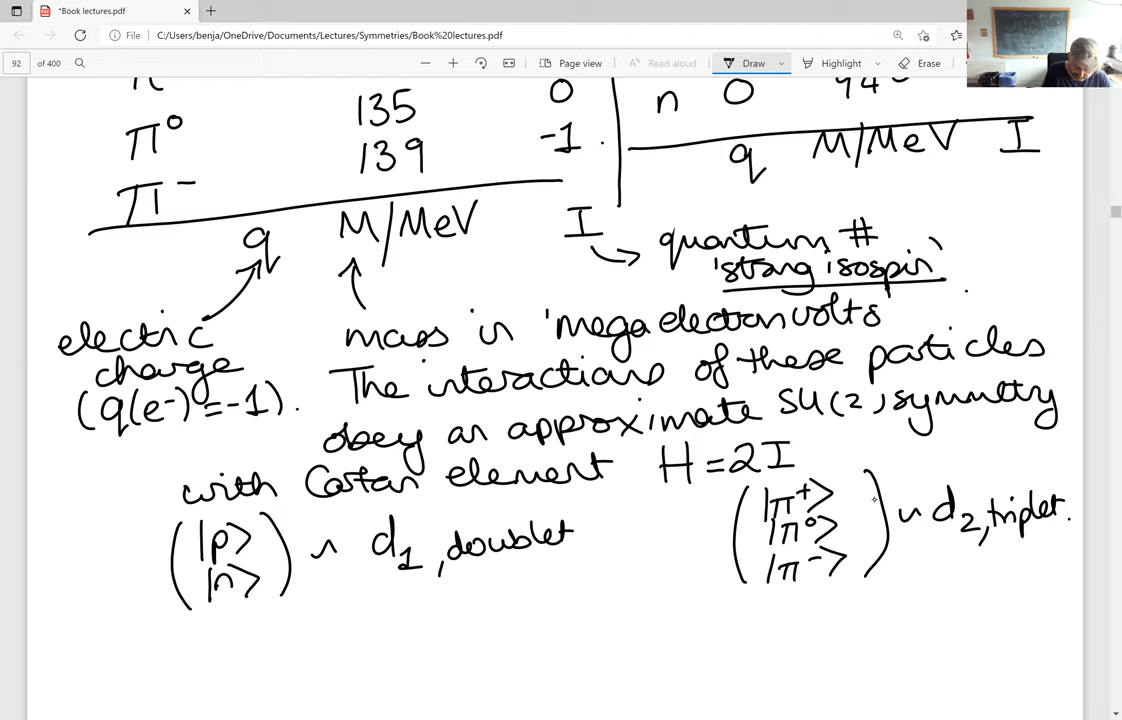 *Book lectures.pdf
File
C:/Users/benja/OneDrive/Documents/Lectures/Symmetries/Book%20lectures.pdf
92 of 400
Page view
Read aloud
Draw
Highlight
Erase
135 0
n 0 940
π⁰ 139 -1
π⁻
q M/MeV I
q M/MeV I
quantum #
'strong isospin'
electric charge
(q(e⁻) = -1).
mass in 'mega electron volts
The interactions of these particles
obey an approximate SU(2) symmetry
with Cartan element H = 2I
(|p> |n>) ~ d₁, doublet
(|π⁺> |π⁰> |π⁻>) ~ d₂, triplet.